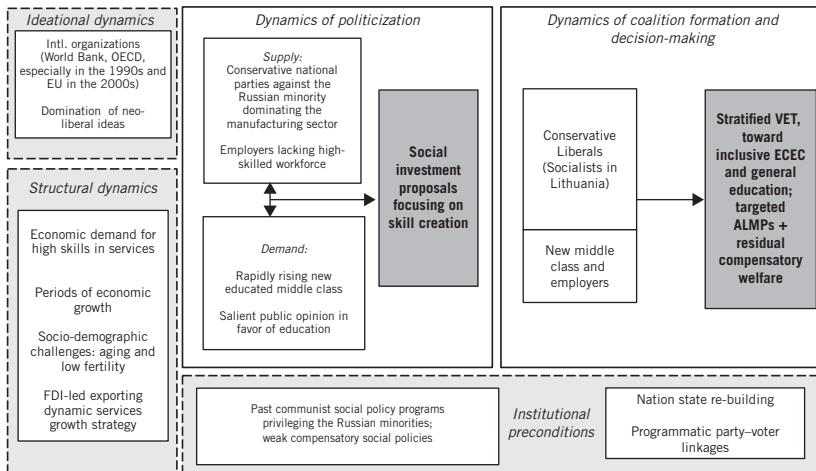 Ideational dynamics
Intl. organizations
(World Bank, OECD,
especially in the 1990s and
EU in the 2000s)
Domination of neo-
liberal ideas
Structural dynamics
Economic demand for
high skills in services
Periods of economic
growth
Socio-demographic
challenges: aging and
low fertility
FDI-led exporting
dynamic services
growth strategy
Dynamics of politicization
Supply:
Conservative national
parties against the
Russian minority
dominating the
manufacturing sector
Employers lacking high-
skilled workforce
Demand:
Rapidly rising new
educated middle class
Salient public opinion in
favor of education
Social
investment
proposals
focusing on
skill creation
Dynamics of coalition formation and
decision-making
Conservative
Liberals
(Socialists in
Lithuania)
New middle
class and
employers
Stratified VET,
toward
inclusive ECEC
and general
education;
targeted
ALMPs +
residual
compensatory
welfare
Past communist social policy programs
privileging the Russian minorities;
weak compensatory social policies
Institutional
preconditions
Nation state re-building
Programmatic party–voter
linkages